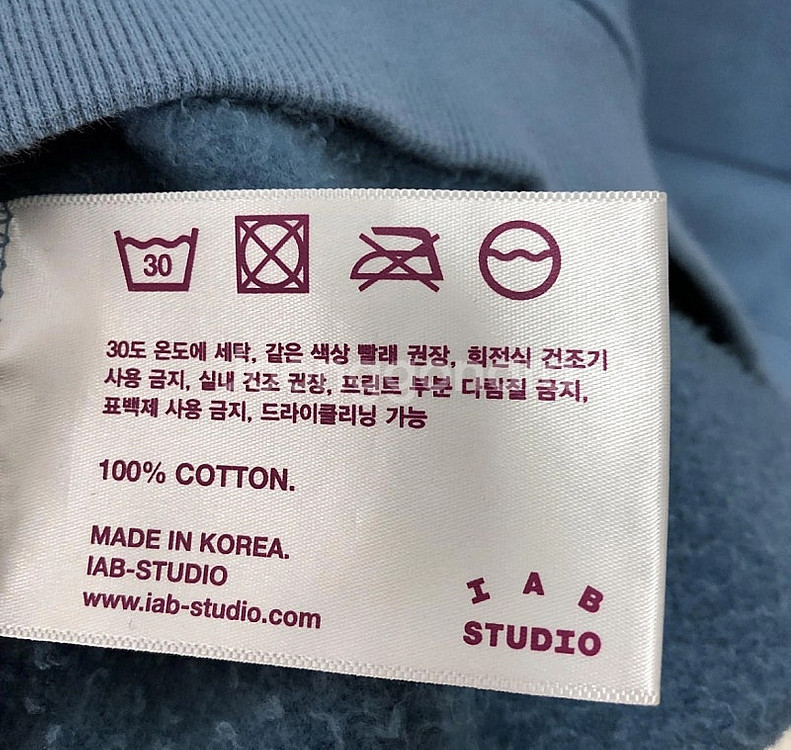 30
30도 온도에 세탁, 같은 색상 빨래 권장, 회전식 건조기
사용 금지, 실내 건조 권장, 프린트 부분 다림질 금지,
표백제 사용 금지, 드라이클리닝 가능
100% COTTON.
MADE IN KOREA.
IAB-STUDIO
www.iab-studio.com
I A B
STUDIO